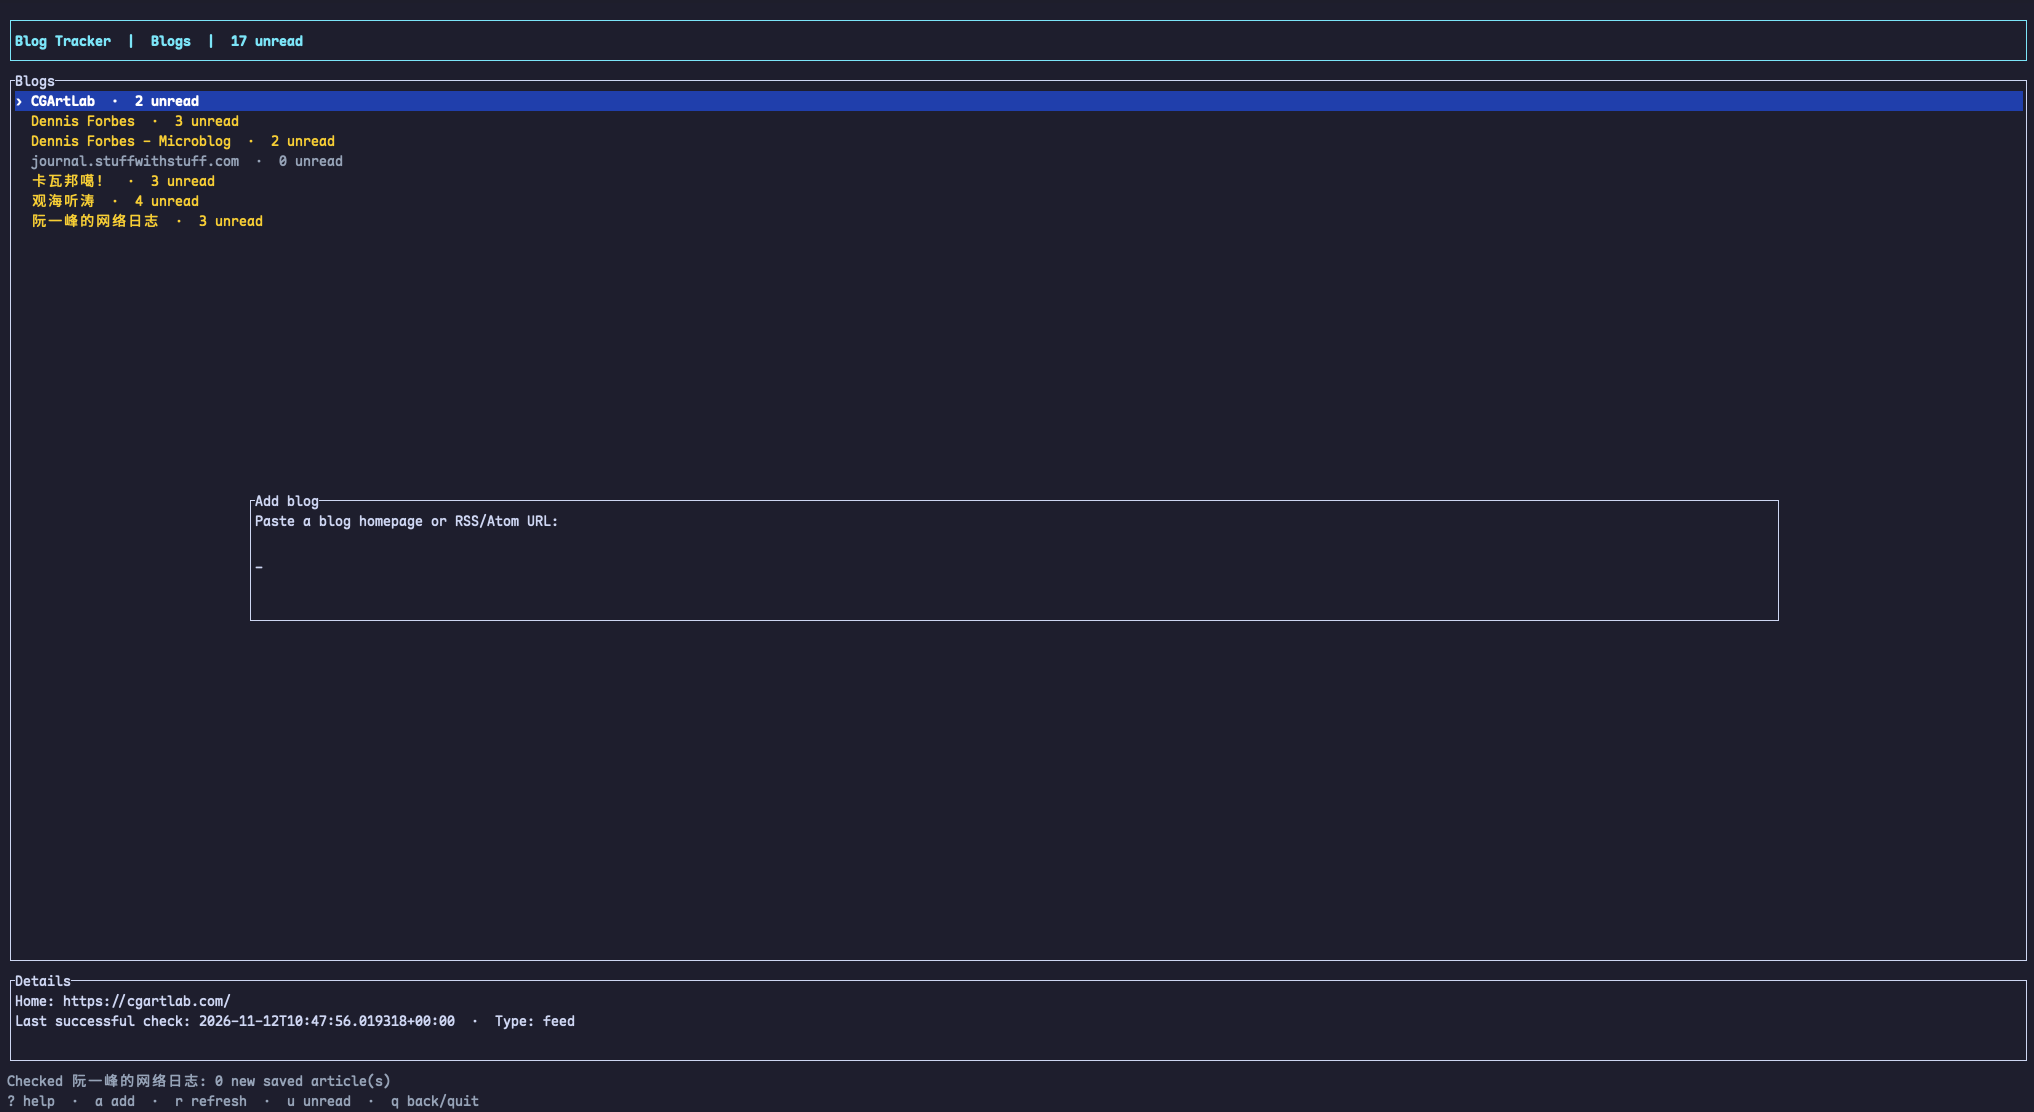 Blog Tracker  |  Blogs  |  17 unread
Blogs
› CGArtLab  ·  2 unread
Dennis Forbes  ·  3 unread
Dennis Forbes - Microblog  ·  2 unread
journal.stuffwithstuff.com  ·  0 unread
卡瓦邦噶！  ·  3 unread
观海听涛  ·  4 unread
阮一峰的网络日志  ·  3 unread
Add blog
Paste a blog homepage or RSS/Atom URL:
_
Details
Home: https://cgartlab.com/
Last successful check: 2026-11-12T10:47:56.019318+00:00  ·  Type: feed
Checked 阮一峰的网络日志: 0 new saved article(s)
? help  ·  a add  ·  r refresh  ·  u unread  ·  q back/quit